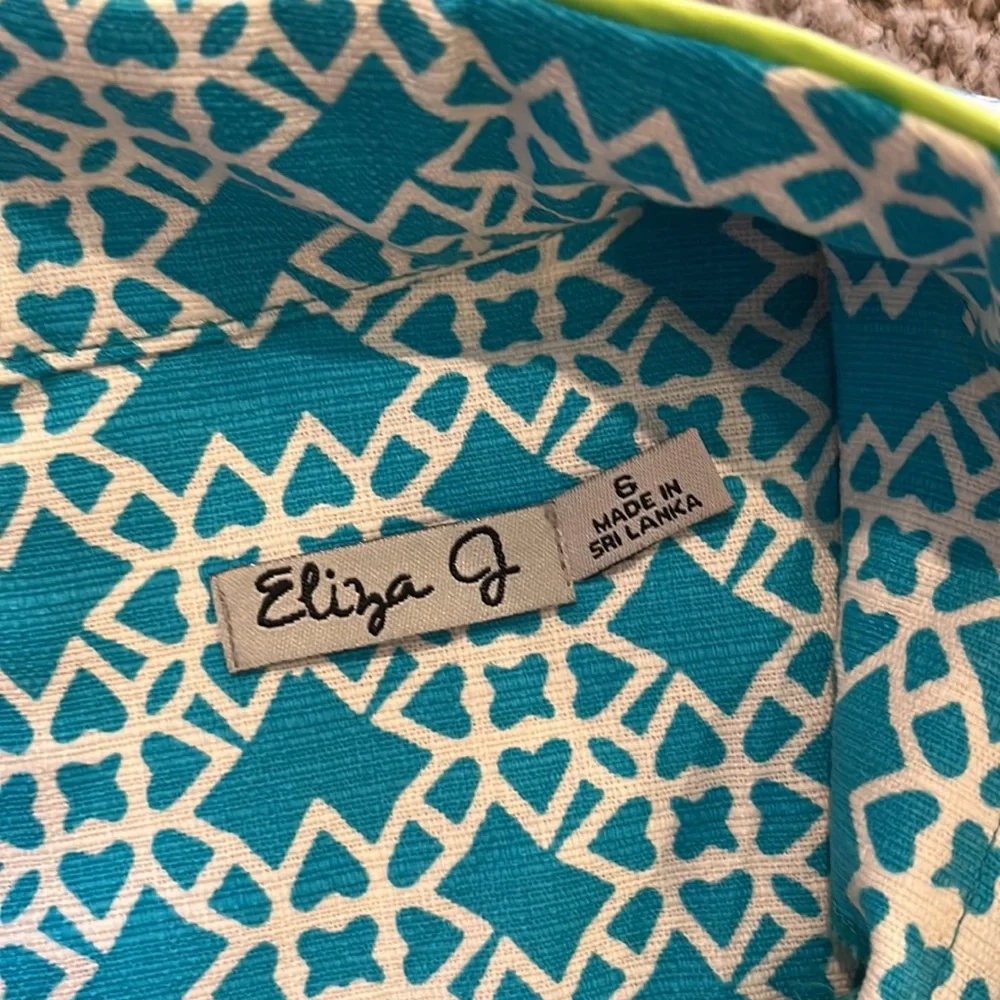 Eliza J
6
MADE IN
SRI LANKA